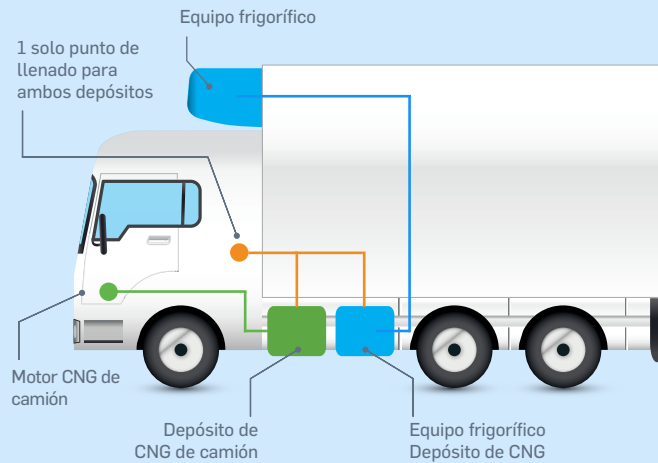 Equipo frigorífico
1 solo punto de
llenado para
ambos depósitos
Motor CNG de
camión
Depósito de
CNG de camión
Equipo frigorífico
Depósito de CNG